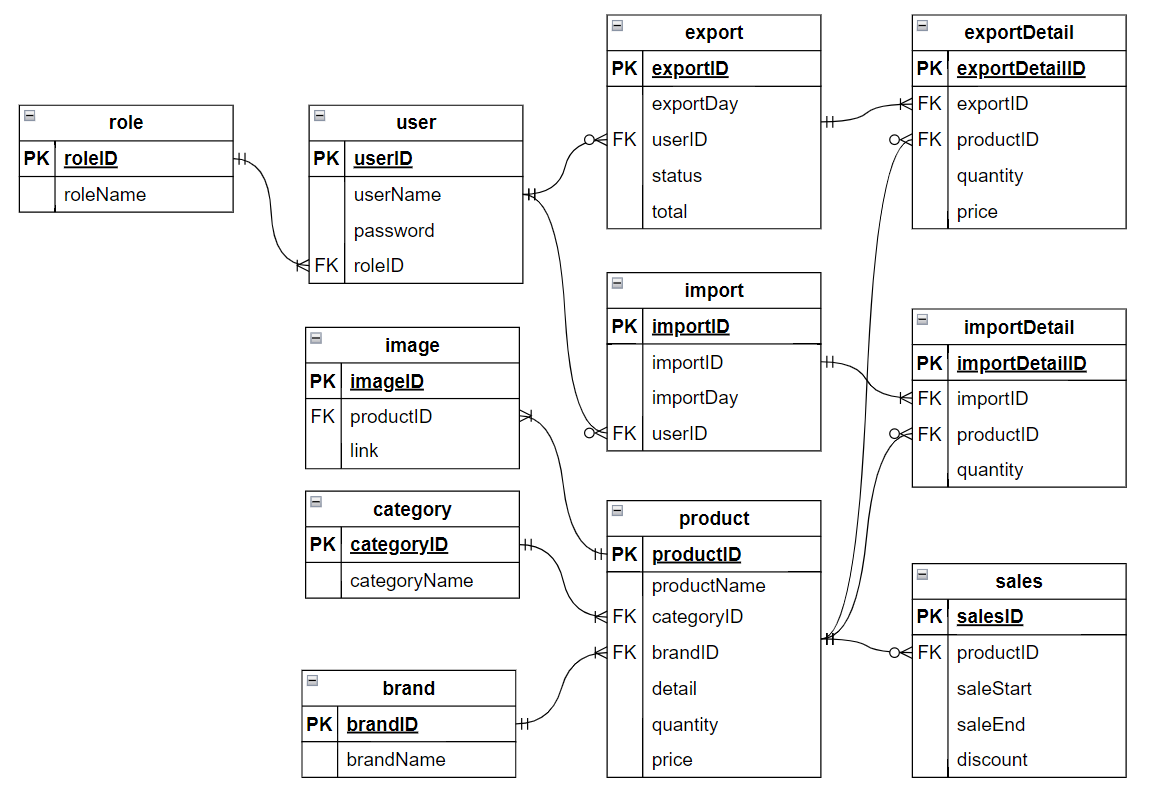 role
PK roleID
roleName
user
PK userID
userName
password
FK roleID
image
PK imageID
FK productID
link
category
PK categoryID
categoryName
brand
PK brandID
brandName
export
PK exportID
exportDay
FK userID
status
total
import
PK importID
importID
importDay
FK userID
product
PK productID
productName
FK categoryID
FK brandID
detail
quantity
price
exportDetail
PK exportDetailID
FK exportID
FK productID
quantity
price
importDetail
PK importDetailID
FK importID
FK productID
quantity
sales
PK salesID
FK productID
saleStart
saleEnd
discount